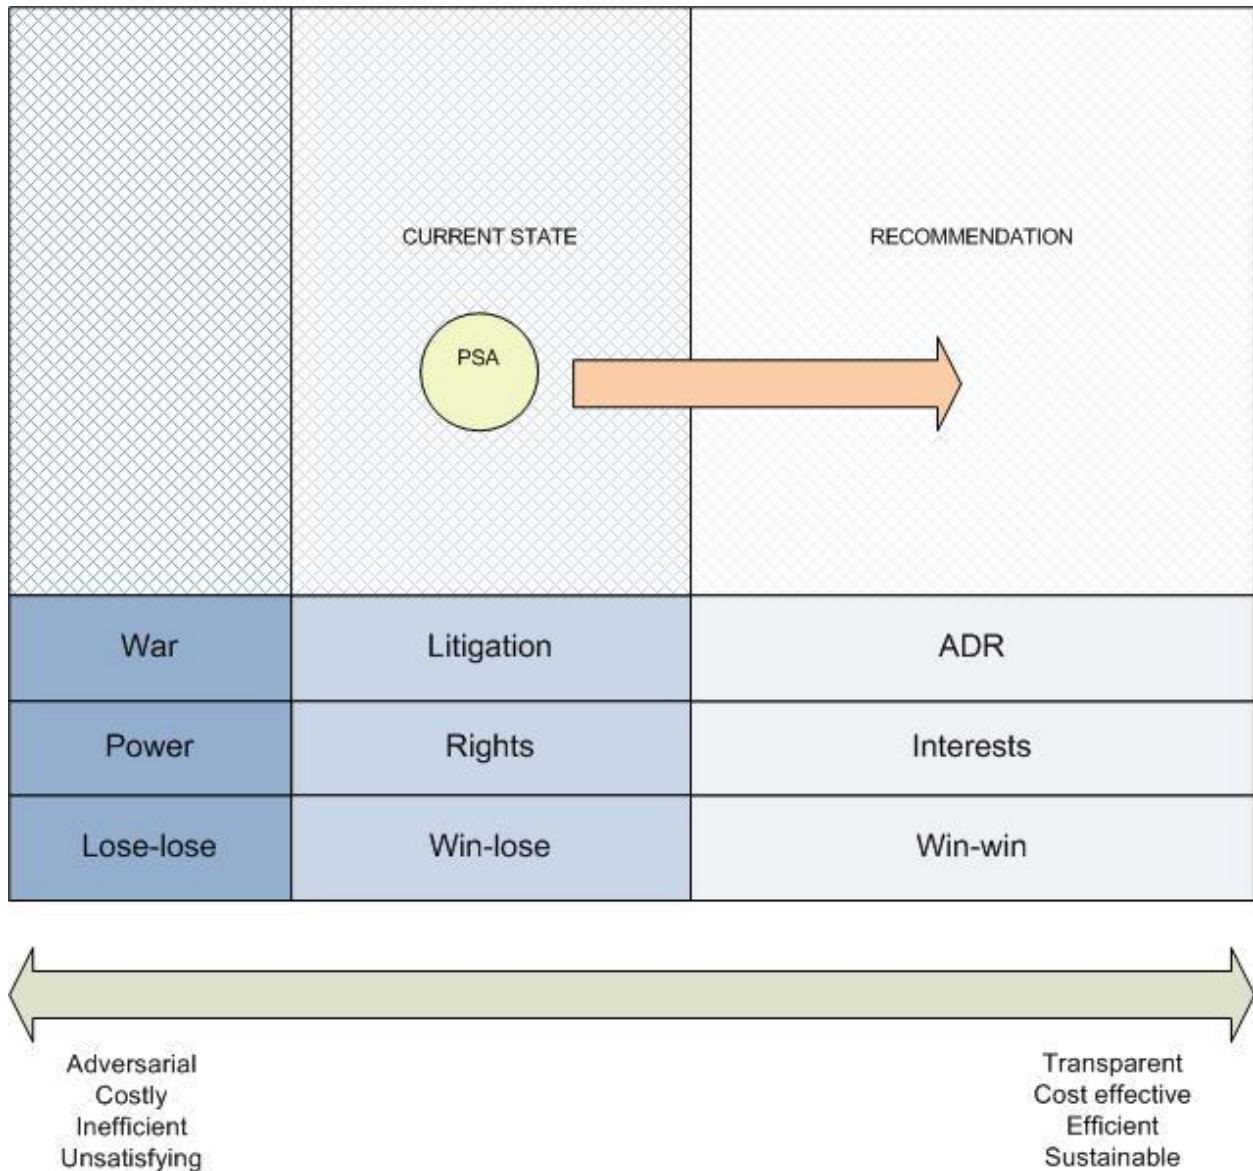 CURRENT STATE
RECOMMENDATION
PSA
War
Litigation
ADR
Power
Rights
Interests
Lose-lose
Win-lose
Win-win
Adversarial
Costly
Inefficient
Unsatisfying
Transparent
Cost effective
Efficient
Sustainable